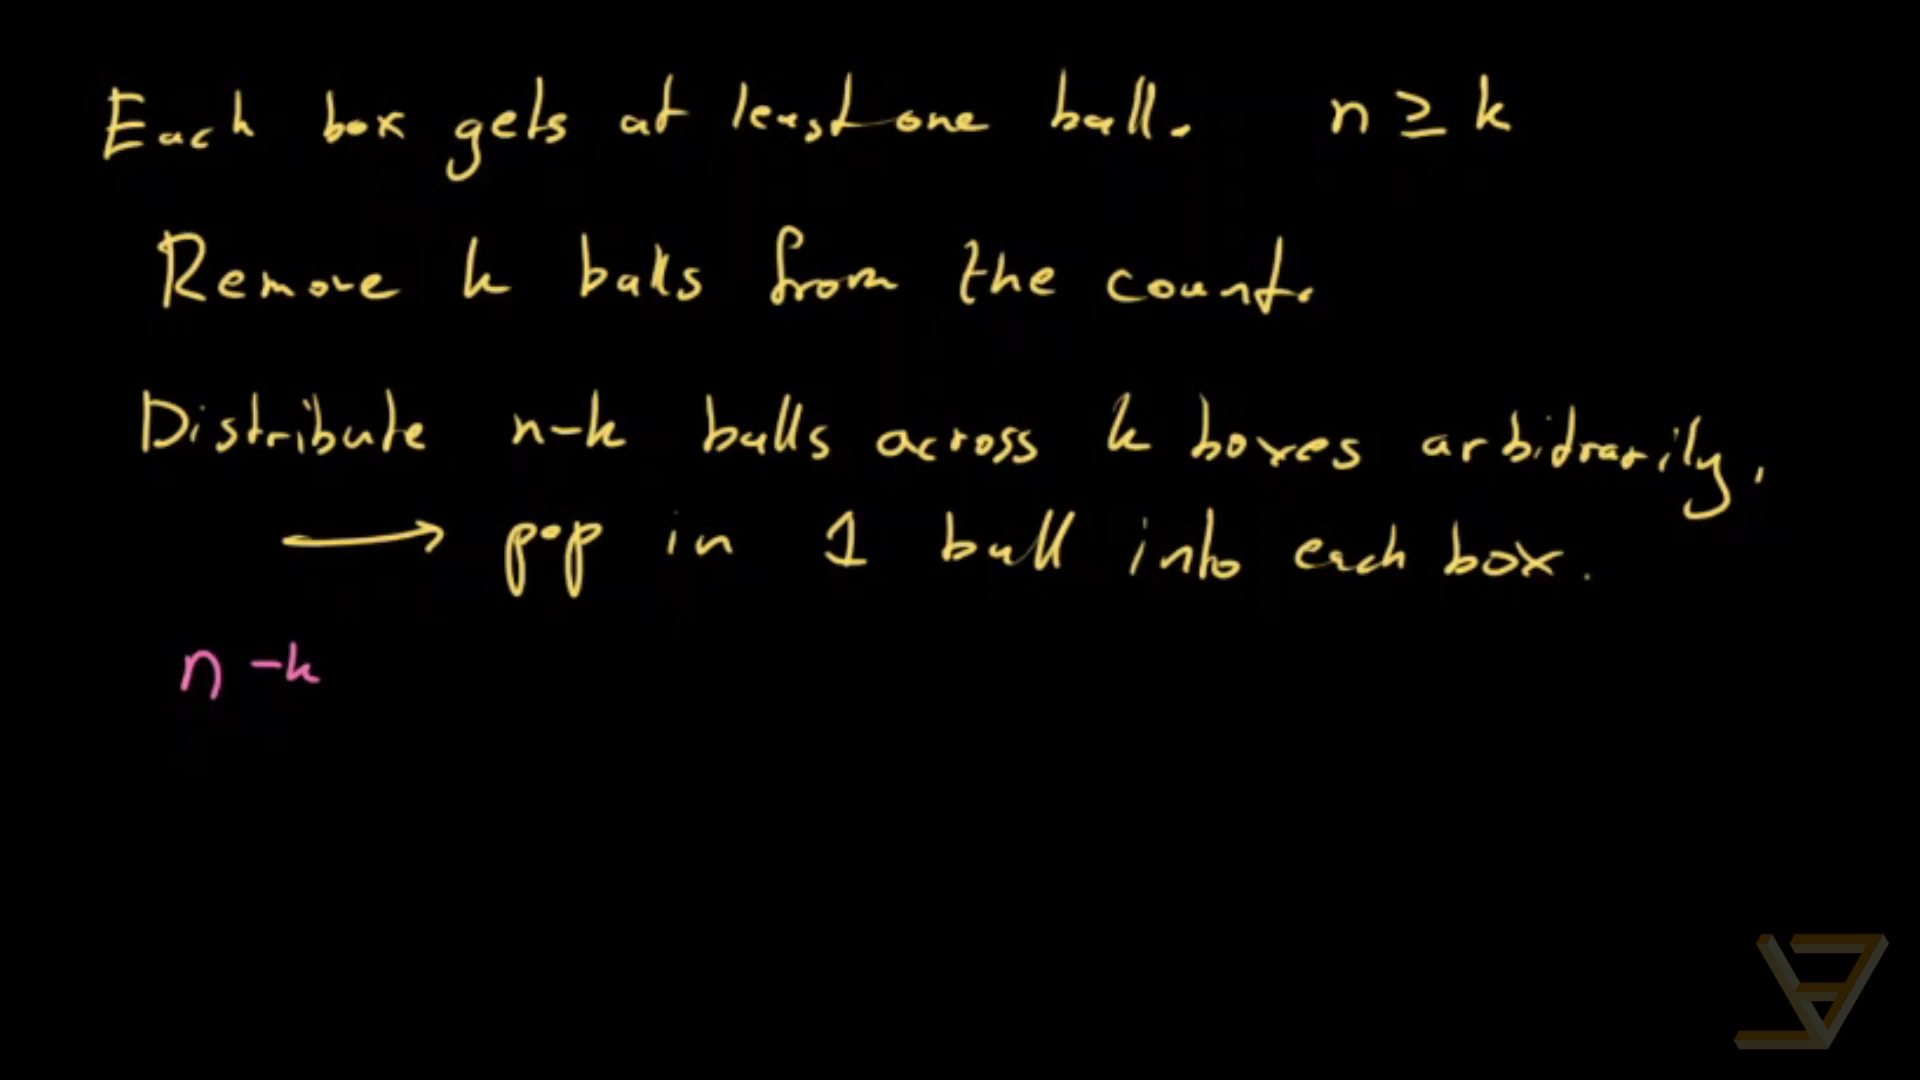 Each box gets at least one ball. n ≥ k
Remove k balls from the count.
Distribute n-k balls across k boxes arbitrarily.
→ pop in 1 ball into each box.
n -k